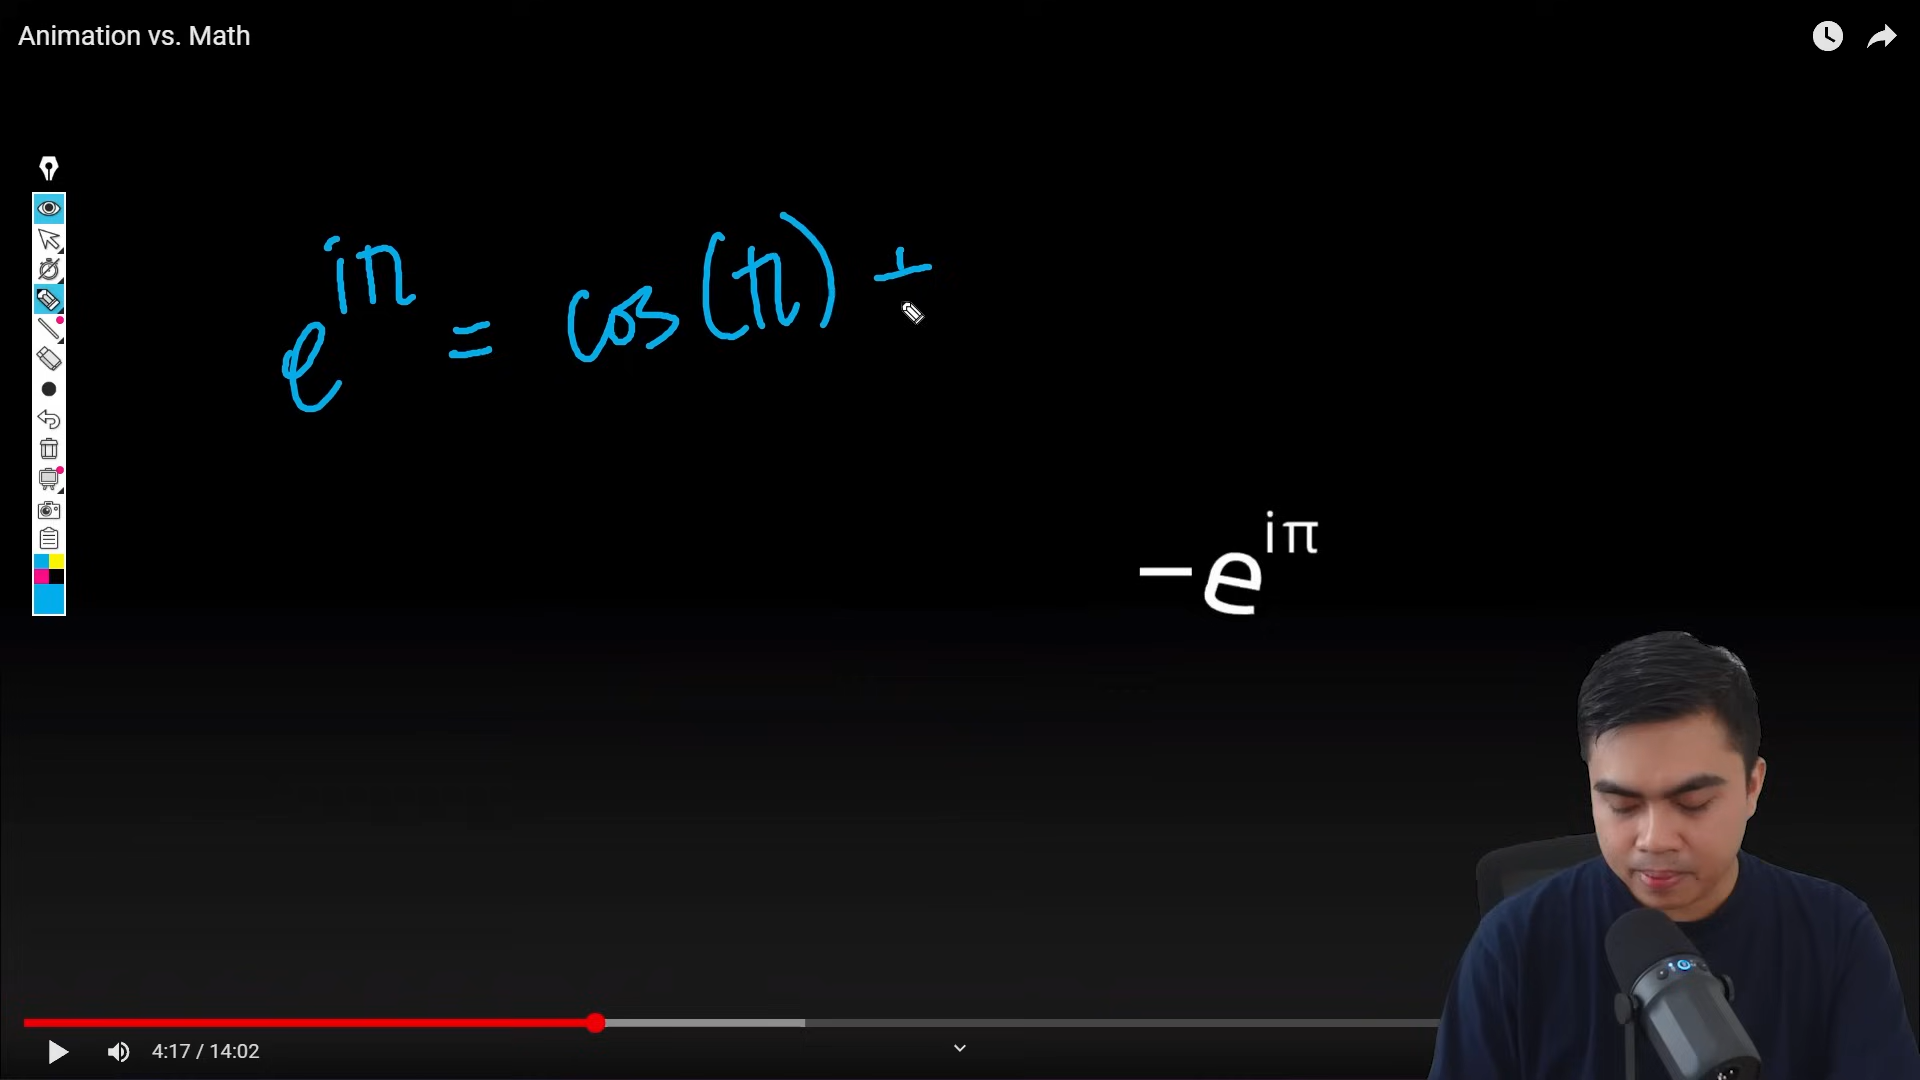 Animation vs. Math
e^{iπ} = cos(π) +
−e^{iπ}
4:17 / 14:02